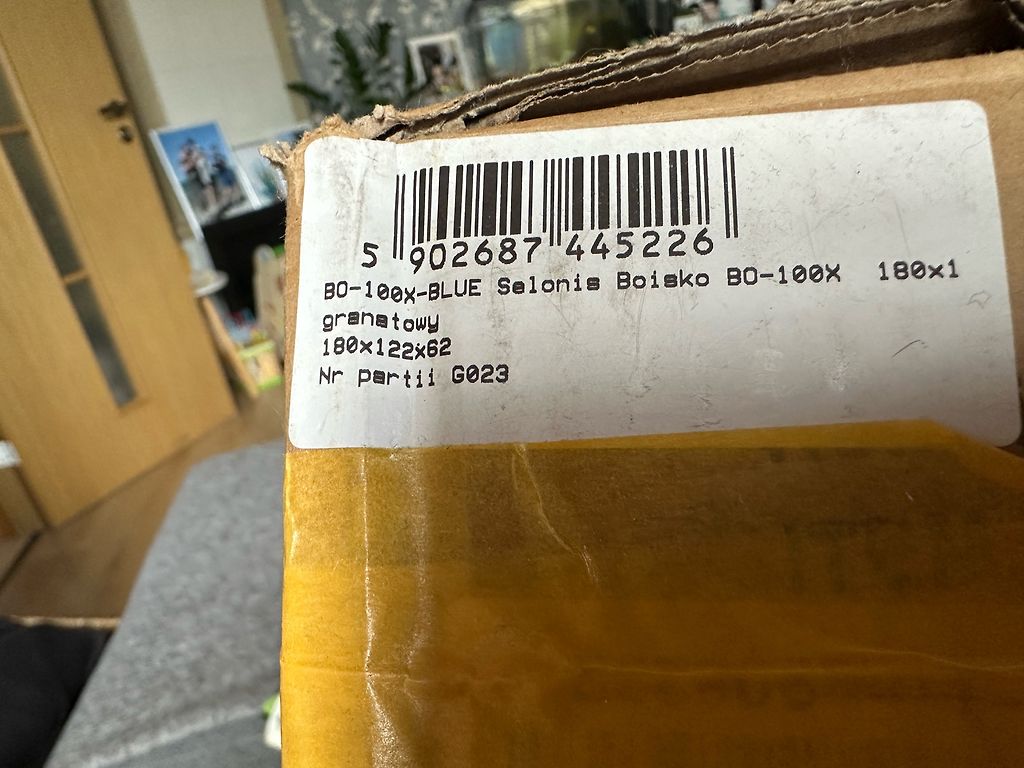 5 902687 445226
BO-100X-BLUE Selonis Boisko BO-100X 180x1
granatowy
180x122x62
Nr partii G023